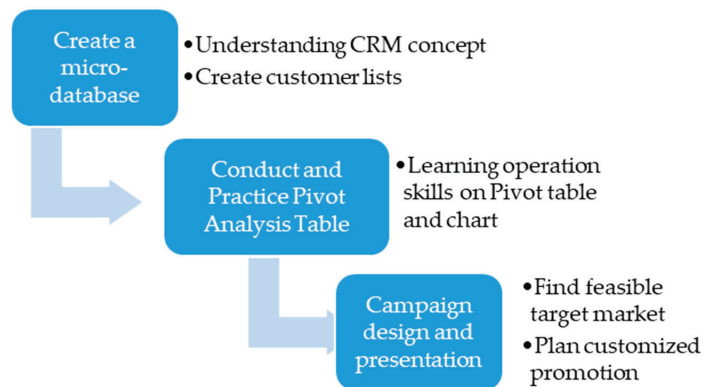 Create a
micro-
database
•Understanding CRM concept
•Create customer lists
Conduct and
Practice Pivot
Analysis Table
•Learning operation
skills on Pivot table
and chart
Campaign
design and
presentation
•Find feasible
target market
•Plan customized
promotion